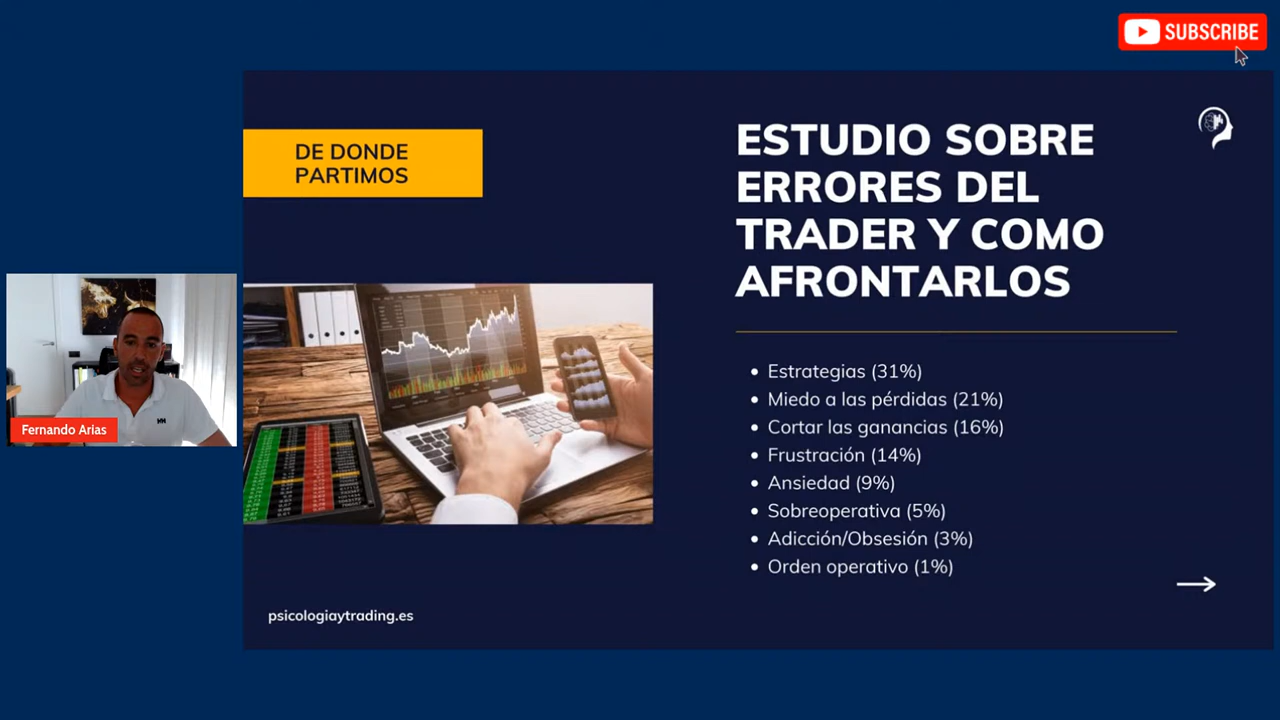 SUBSCRIBE
DE DONDE
PARTIMOS
ESTUDIO SOBRE
ERRORES DEL
TRADER Y COMO
AFRONTARLOS
Fernando Arias
• Estrategias (31%)
• Miedo a las pérdidas (21%)
• Cortar las ganancias (16%)
• Frustración (14%)
• Ansiedad (9%)
• Sobreoperativa (5%)
• Adicción/Obsesión (3%)
• Orden operativo (1%)
psicologiaytrading.es